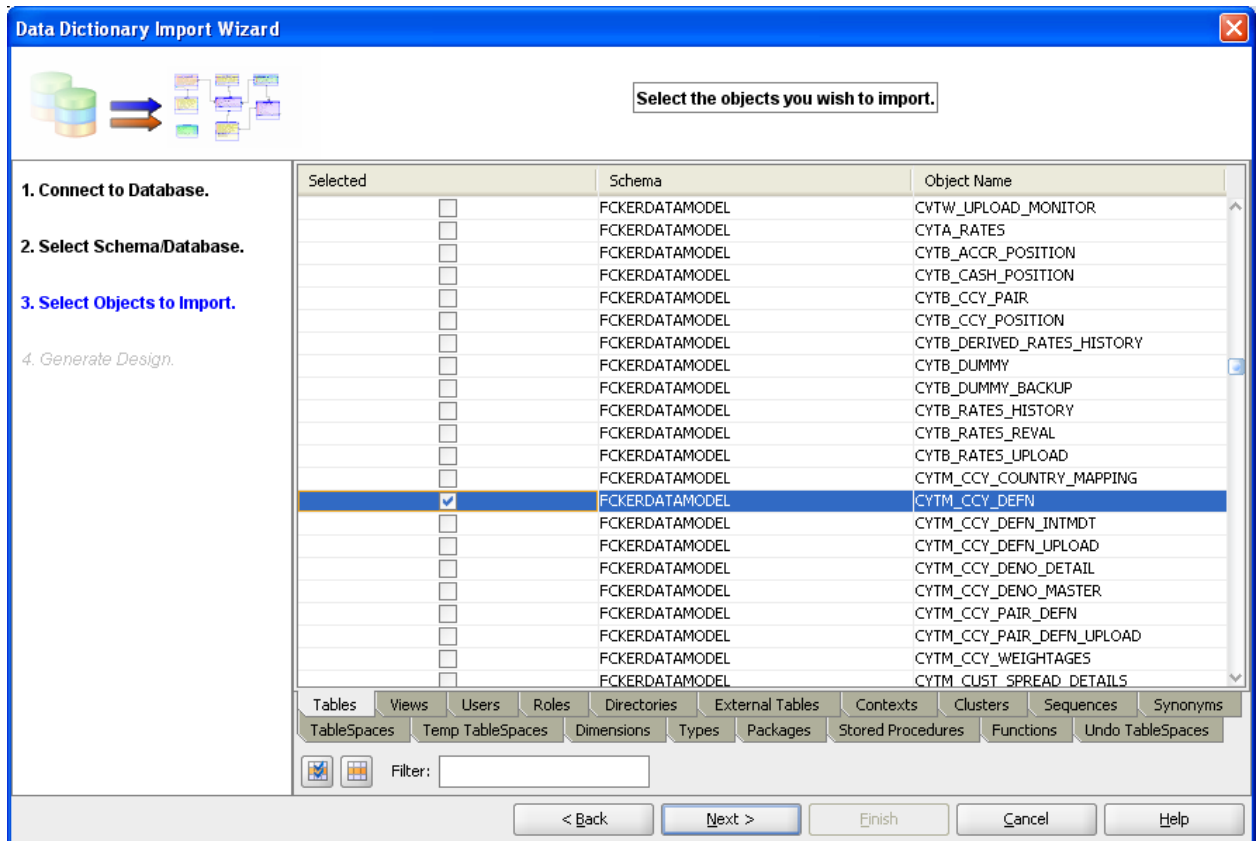 Data Dictionary Import Wizard
Select the objects you wish to import.
1. Connect to Database.
2. Select Schema/Database.
3. Select Objects to Import.
4. Generate Design.
Selected Schema Object Name
FCKERDATAMODEL CVTW_UPLOAD_MONITOR
FCKERDATAMODEL CYTA_RATES
FCKERDATAMODEL CYTB_ACCR_POSITION
FCKERDATAMODEL CYTB_CASH_POSITION
FCKERDATAMODEL CYTB_CCY_PAIR
FCKERDATAMODEL CYTB_CCY_POSITION
FCKERDATAMODEL CYTB_DERIVED_RATES_HISTORY
FCKERDATAMODEL CYTB_DUMMY
FCKERDATAMODEL CYTB_DUMMY_BACKUP
FCKERDATAMODEL CYTB_RATES_HISTORY
FCKERDATAMODEL CYTB_RATES_REVAL
FCKERDATAMODEL CYTB_RATES_UPLOAD
FCKERDATAMODEL CYTM_CCY_COUNTRY_MAPPING
FCKERDATAMODEL CYTM_CCY_DEFN
FCKERDATAMODEL CYTM_CCY_DEFN_INTMDT
FCKERDATAMODEL CYTM_CCY_DEFN_UPLOAD
FCKERDATAMODEL CYTM_CCY_DENO_DETAIL
FCKERDATAMODEL CYTM_CCY_DENO_MASTER
FCKERDATAMODEL CYTM_CCY_PAIR_DEFN
FCKERDATAMODEL CYTM_CCY_PAIR_DEFN_UPLOAD
FCKERDATAMODEL CYTM_CCY_WEIGHTAGES
FCKERDATAMODEL CYTM_CUST_SPREAD_DETAILS
Tables Views Users Roles Directories External Tables Contexts Clusters Sequences Synonyms
TableSpaces Temp TableSpaces Dimensions Types Packages Stored Procedures Functions Undo TableSpaces
Filter:
< Back Next > Finish Cancel Help